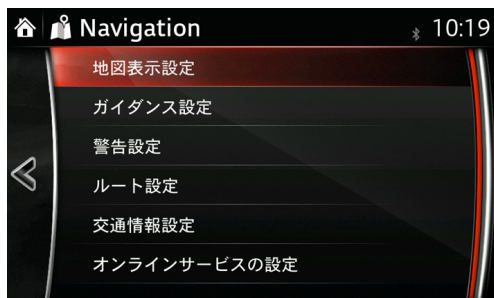 Navigation 10:19
地図表示設定
ガイダンス設定
警告設定
ルート設定
交通情報設定
オンラインサービスの設定